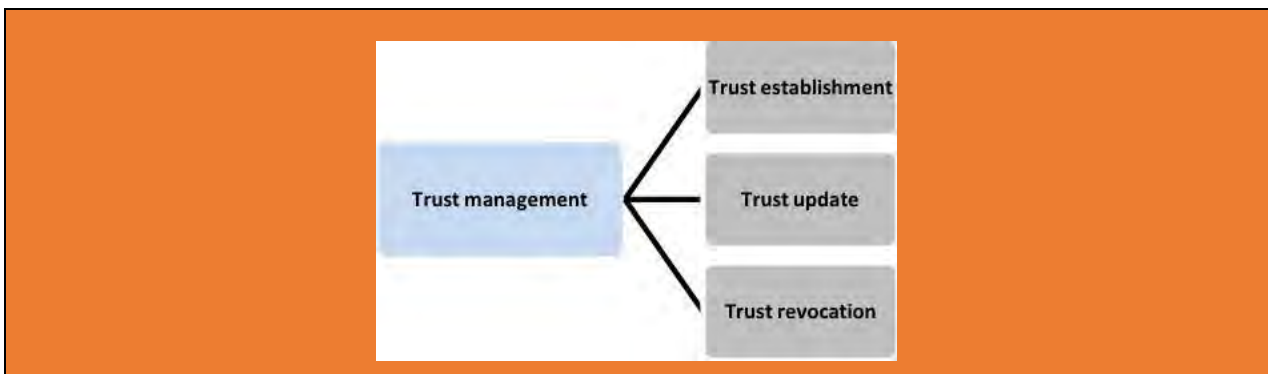 Trust establishment
Trust management
Trust update
Trust revocation